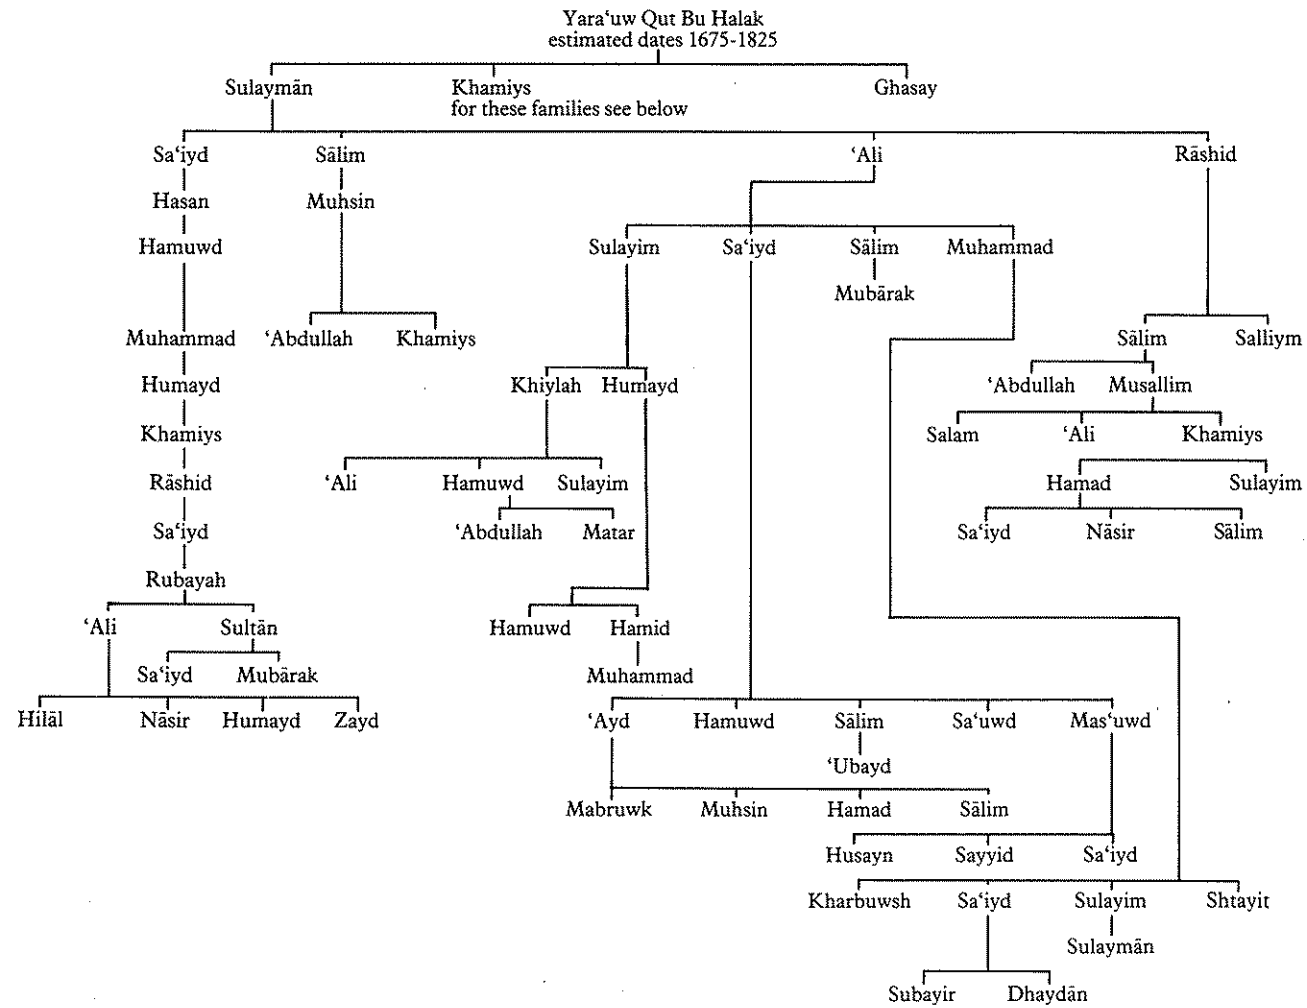 Yara‘uw Qut Bu Halak
estimated dates 1675-1825
Sulaymān Khamiys Ghasay
for these families see below
Sa‘iyd Sālim ‘Ali Rāshid
Hasan Muhsin
Hamuwd Sulayim Sa‘iyd Sālim Muhammad
Mubārak
Muhammad ‘Abdullah Khamiys Sālim Salliym
Humayd Khiylah Humayd ‘Abdullah Musallim
Khamiys Salam ‘Ali Khamiys
Rāshid ‘Ali Hamuwd Sulayim Hamad Sulayim
Sa‘iyd ‘Abdullah Matar Sa‘iyd Nāsir Sālim
Rubayah
‘Ali Sultān Hamuwd Hamid
Sa‘iyd Mubārak Muhammad
Hilāl Nāsir Humayd Zayd ‘Ayd Hamuwd Sālim Sa‘uwd Mas‘uwd
‘Ubayd
Mabruwk Muhsin Hamad Sālim
Husayn Sayyid Sa‘iyd
Kharbuwsh Sa‘iyd Sulayim Shtayit
Sulaymān
Subayir Dhaydān